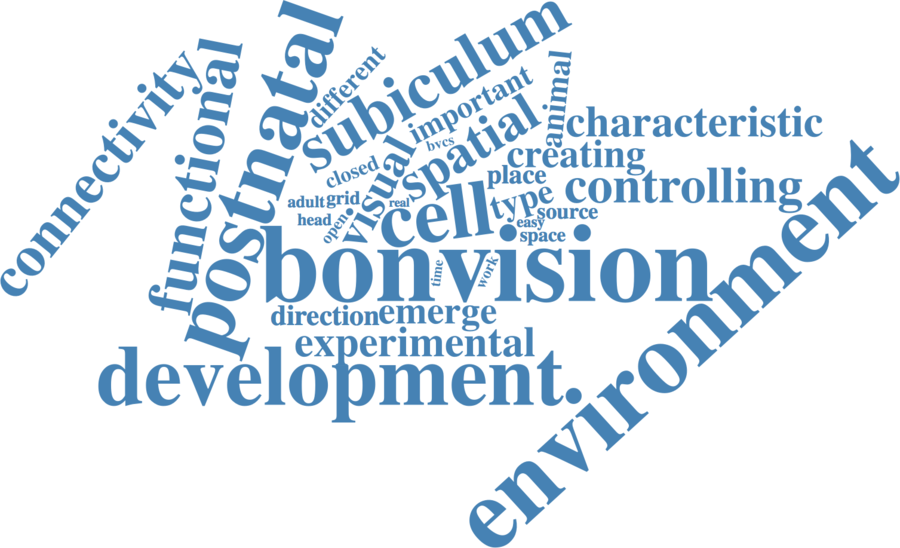 connectivity
functional
postnatal
different
subiculum
important
animal
bvcs
spatial
characteristic
creating
closed
visual
place
controlling
adult
grid
real
cell
type
source
head
open
easy
space
environment
bonvision
time
work
direction
emerge
experimental
development.